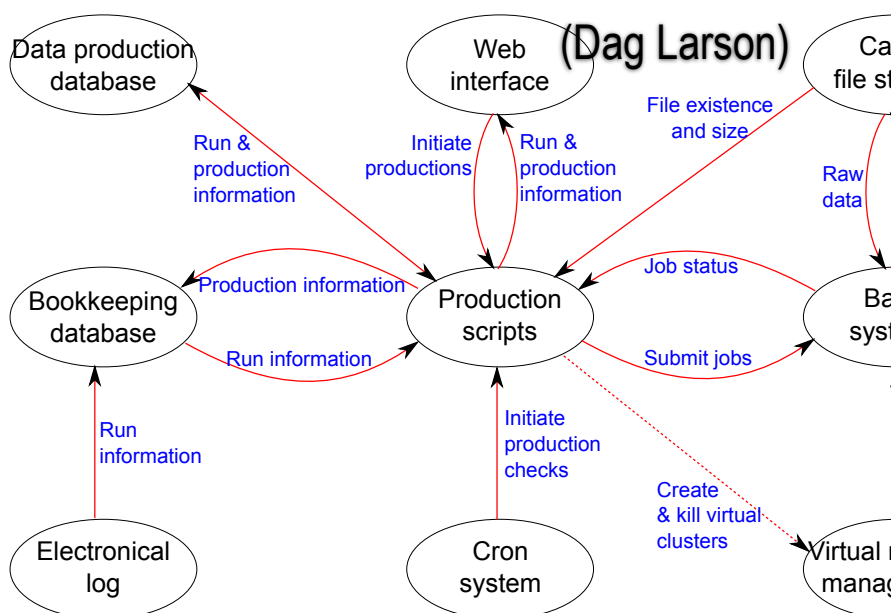 Data production
database
Web
interface
(Dag Larson)
Run &
production
information
Initiate
productions
Run &
production
information
File existence
and size
Raw
data
Bookkeeping
database
Production information
Run information
Production
scripts
Job status
Submit jobs
Run
information
Initiate
production
checks
Create
& kill virtual
clusters
Electronical
log
Cron
system
Virtual